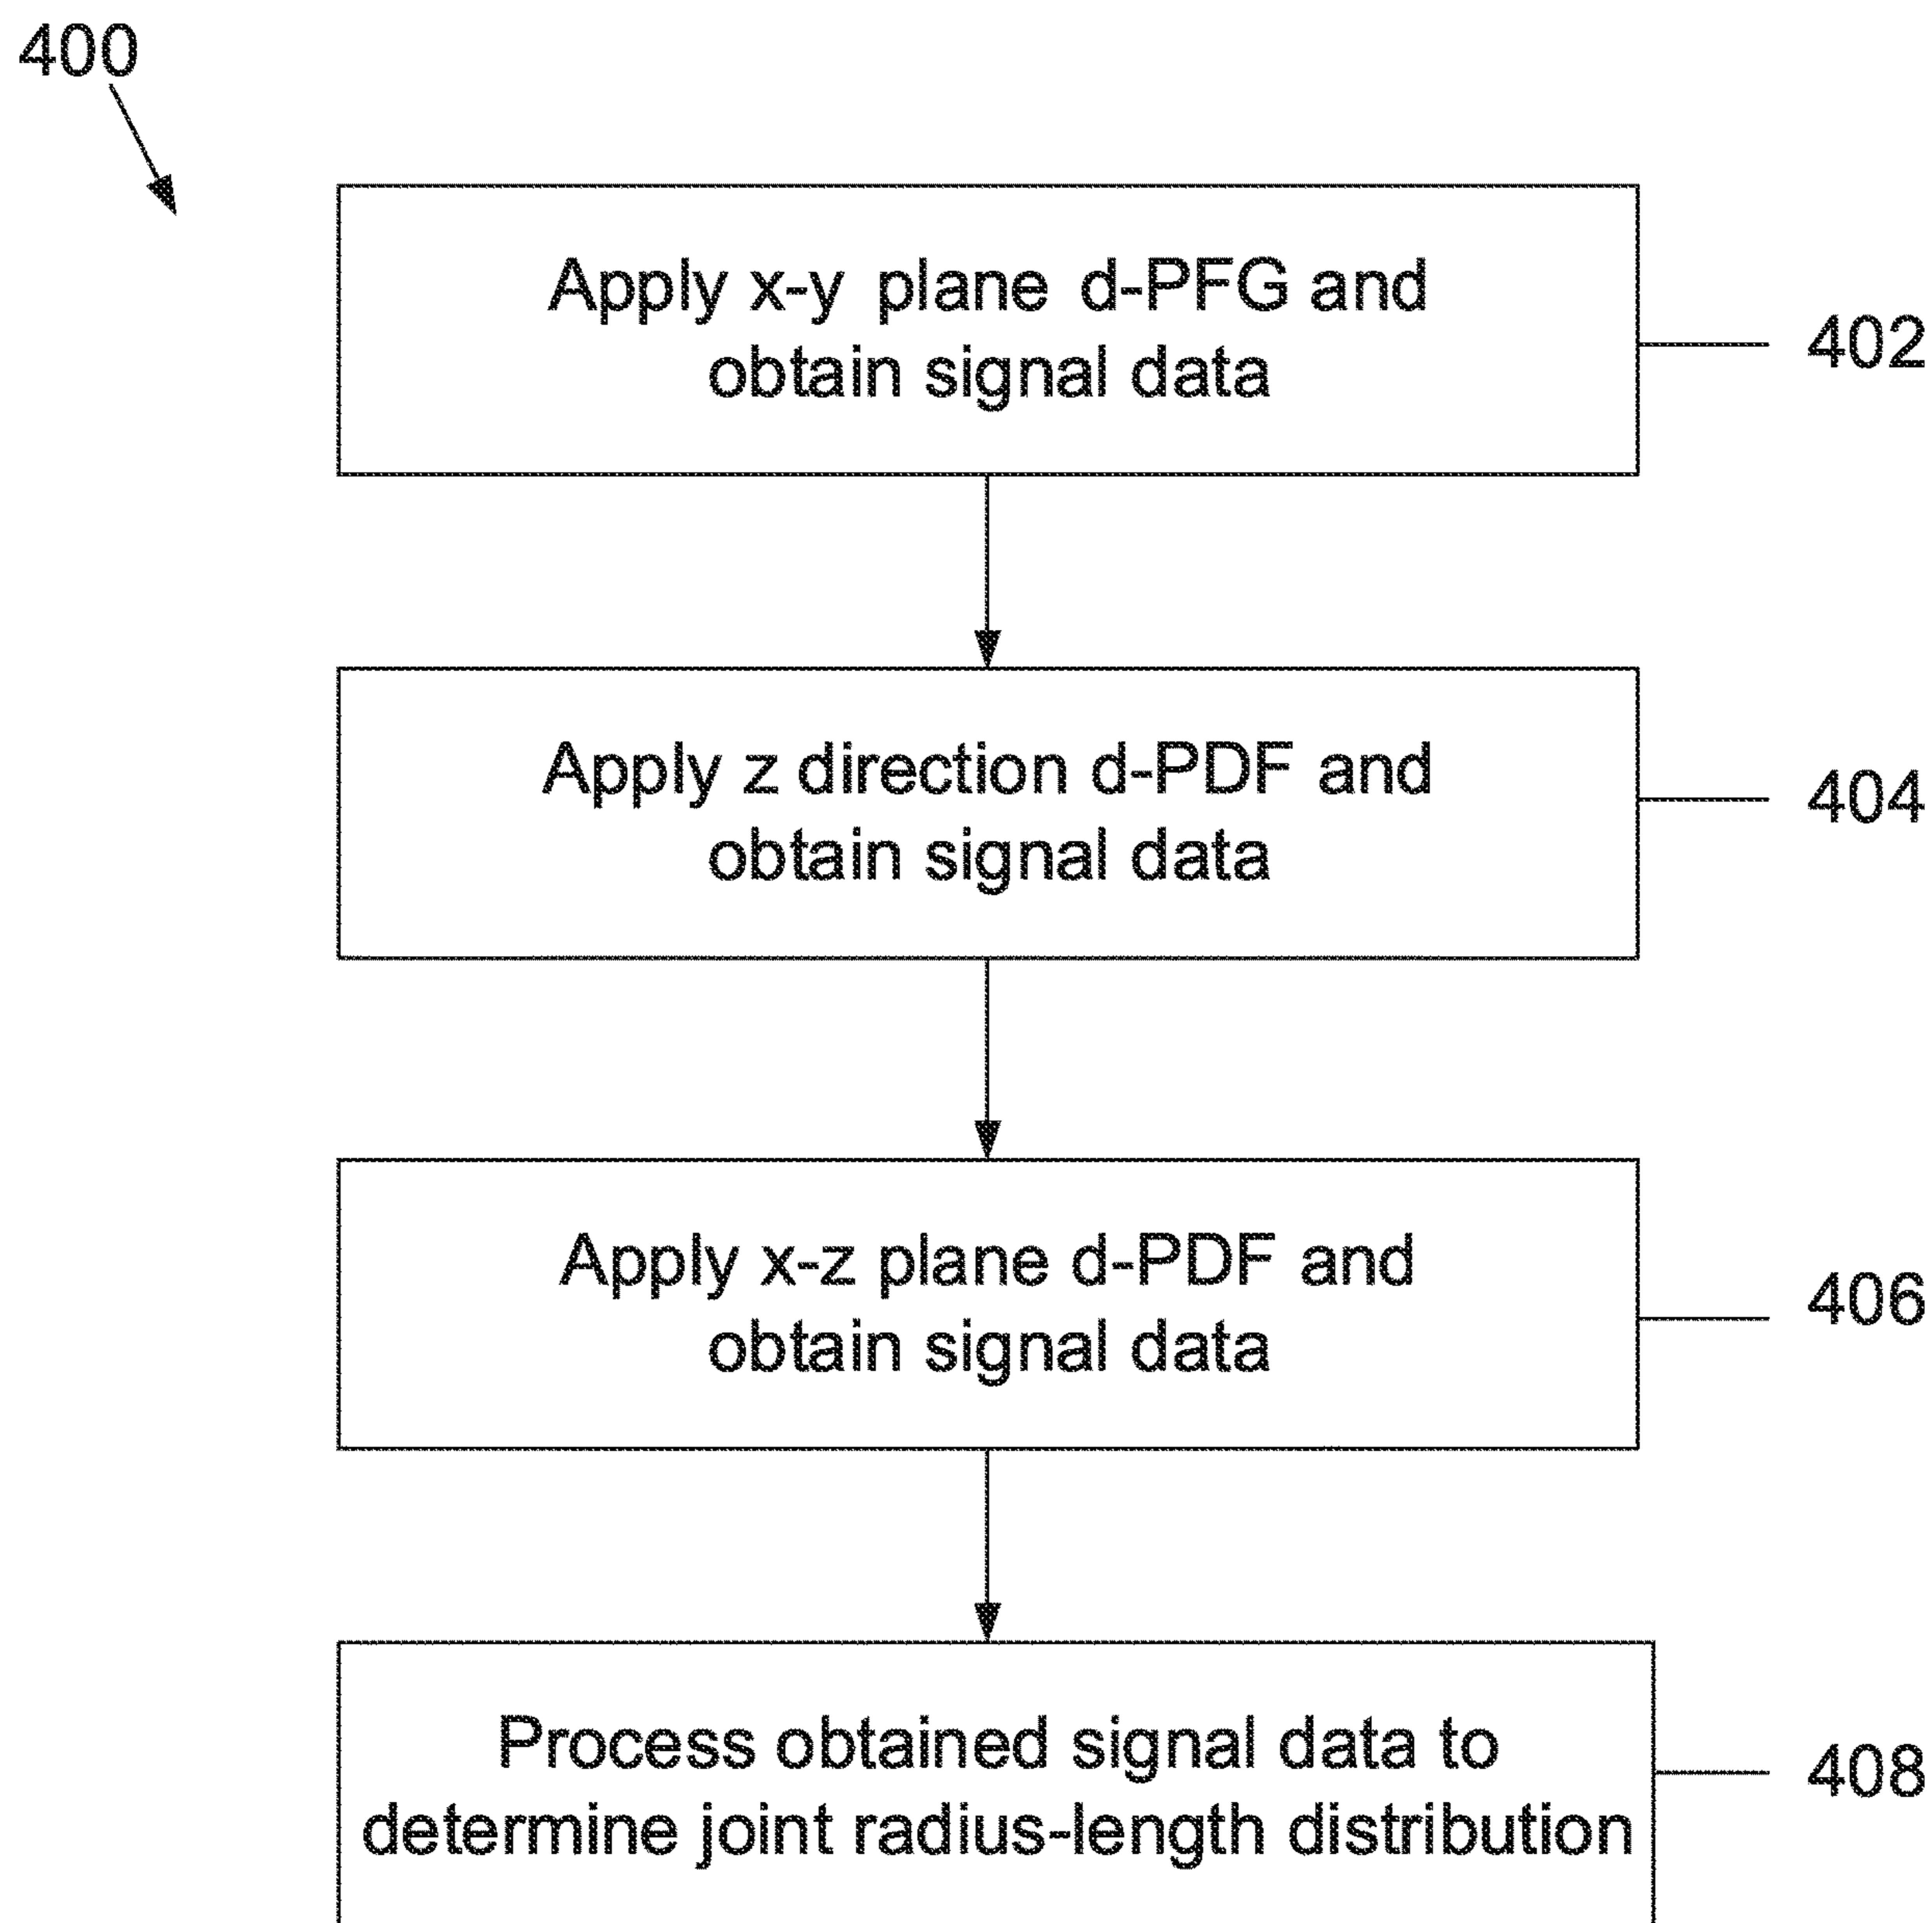 400
Apply x-y plane d-PFG and
obtain signal data
402
Apply z direction d-PDF and
obtain signal data
404
Apply x-z plane d-PDF and
obtain signal data
406
Process obtained signal data to
determine joint radius-length distribution
408